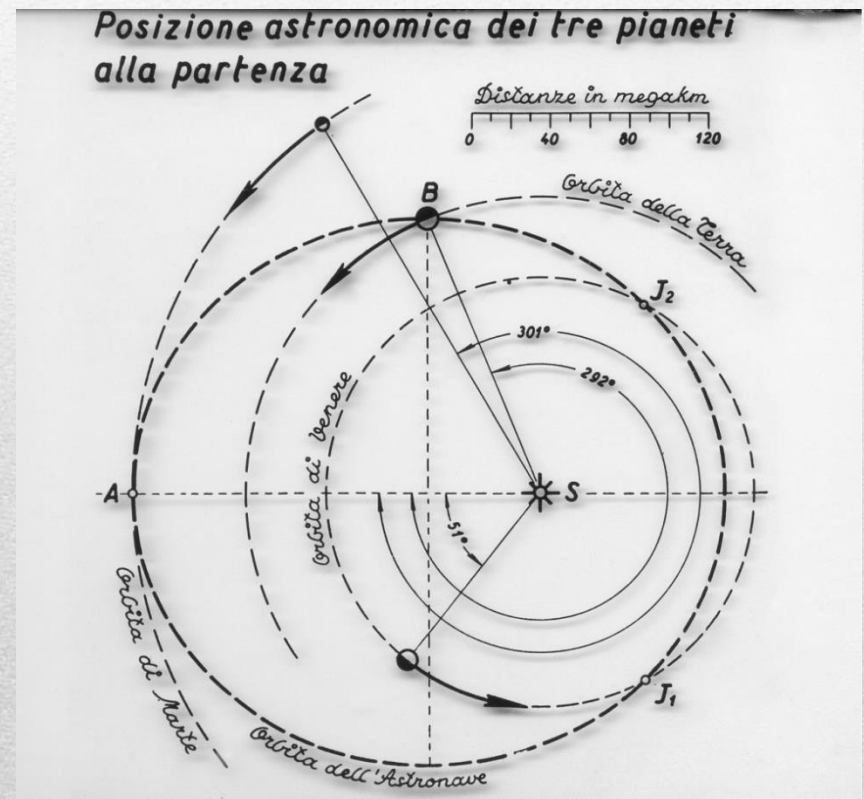 Posizione astronomica dei tre pianeti
alla partenza
Distanze in megakm
0 40 80 120
B
Orbita della Terra
J2
301°
292°
Orbita di Venere
A
S
51°
J1
Orbita di Marte
Orbita dell'Astronave